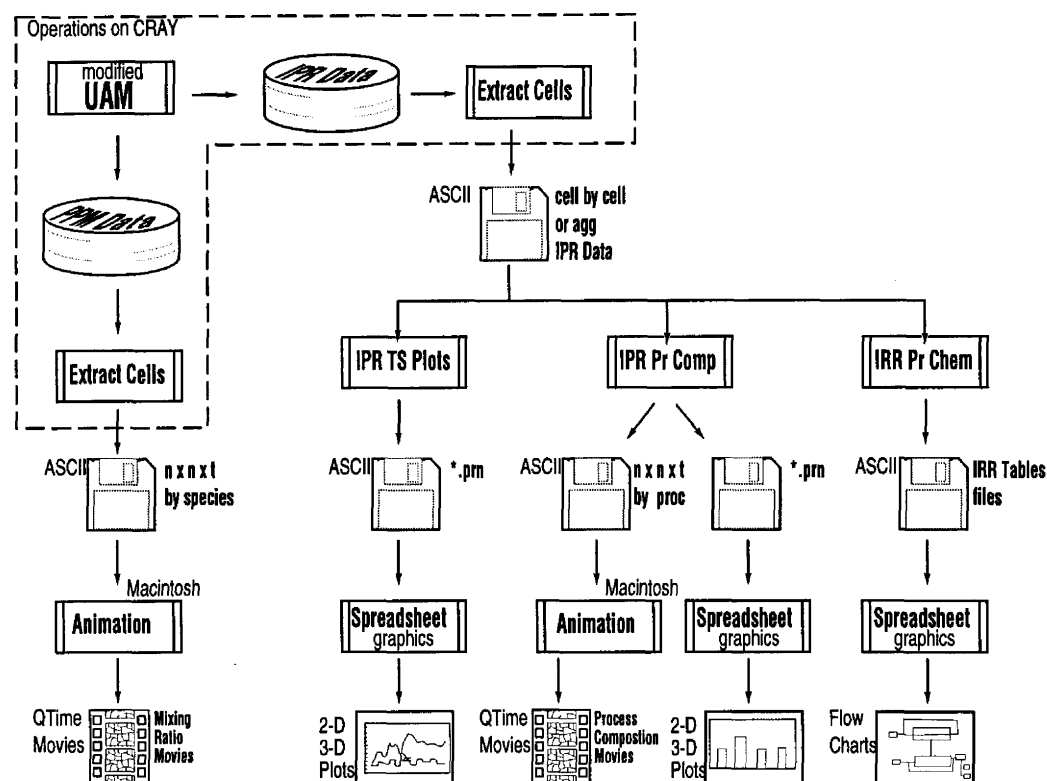 Operations on CRAY
modified
UAM
IPR Data
Extract Cells
PPM Data
Extract Cells
ASCII
cell by cell
or agg
IPR Data
IPR TS Plots
IPR Pr Comp
IRR Pr Chem
ASCII
n x n x t
by species
ASCII
*.prn
ASCII
n x n x t
by proc
*.prn
ASCII
IRR Tables
files
Macintosh
Animation
Spreadsheet
graphics
Macintosh
Animation
Spreadsheet
graphics
Spreadsheet
graphics
QTime
Movies
Mixing
Ratio
Movies
2-D
3-D
Plots
QTime
Movies
Process
Compostion
Movies
2-D
3-D
Plots
Flow
Charts